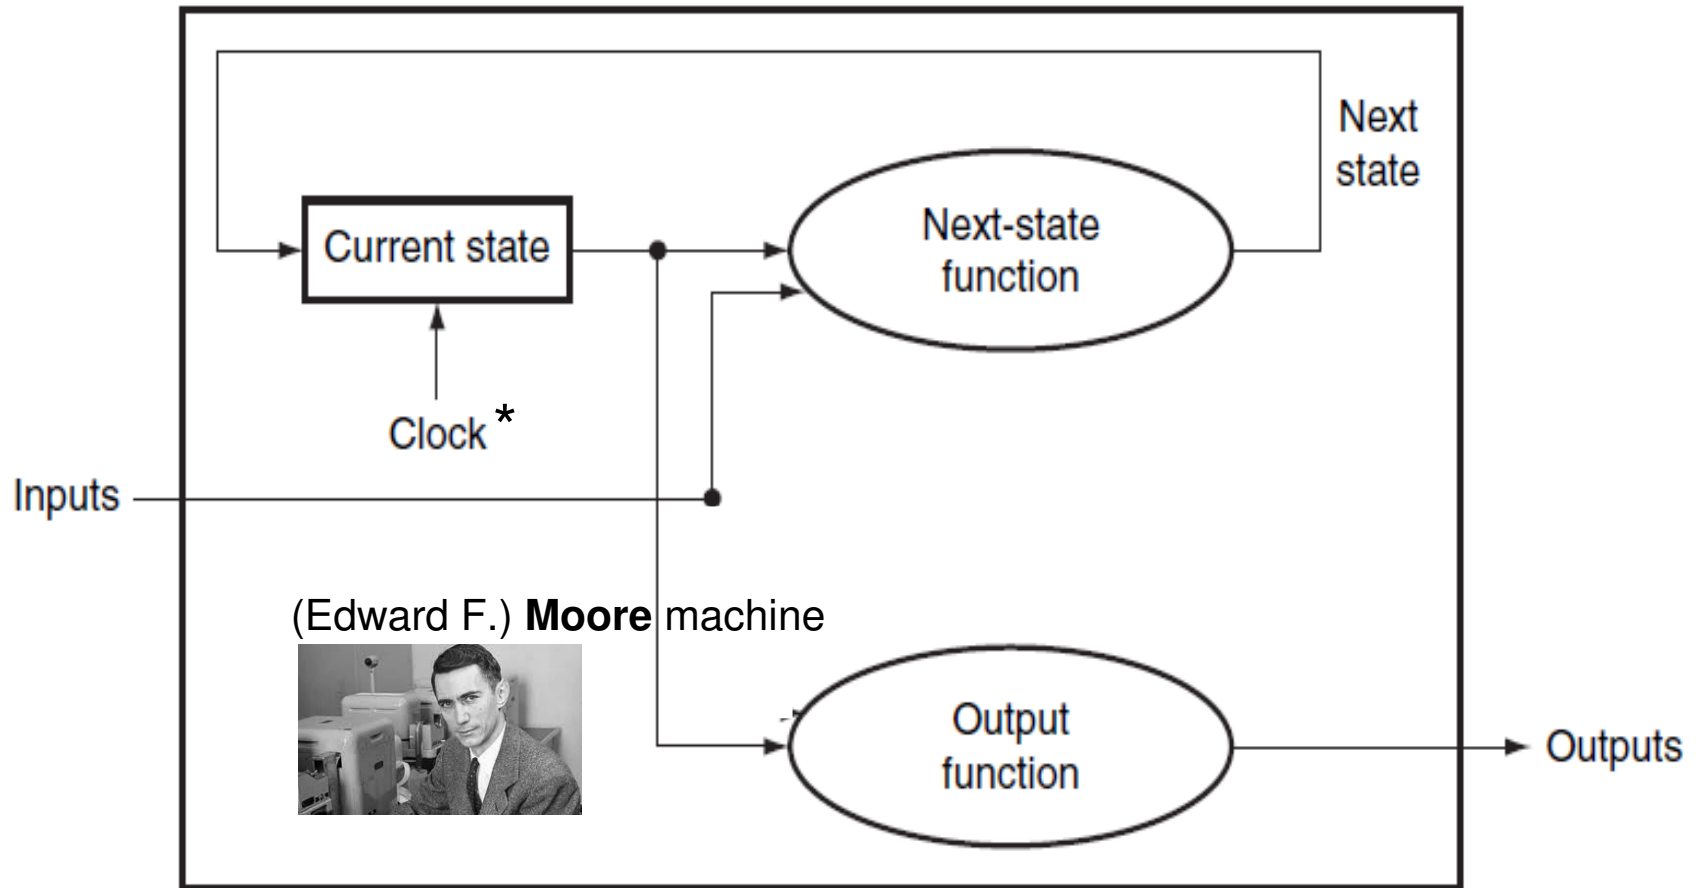 Next
state
Next-state
function
Current state
Clock *
Inputs
(Edward F.) Moore machine
Output
function
Outputs